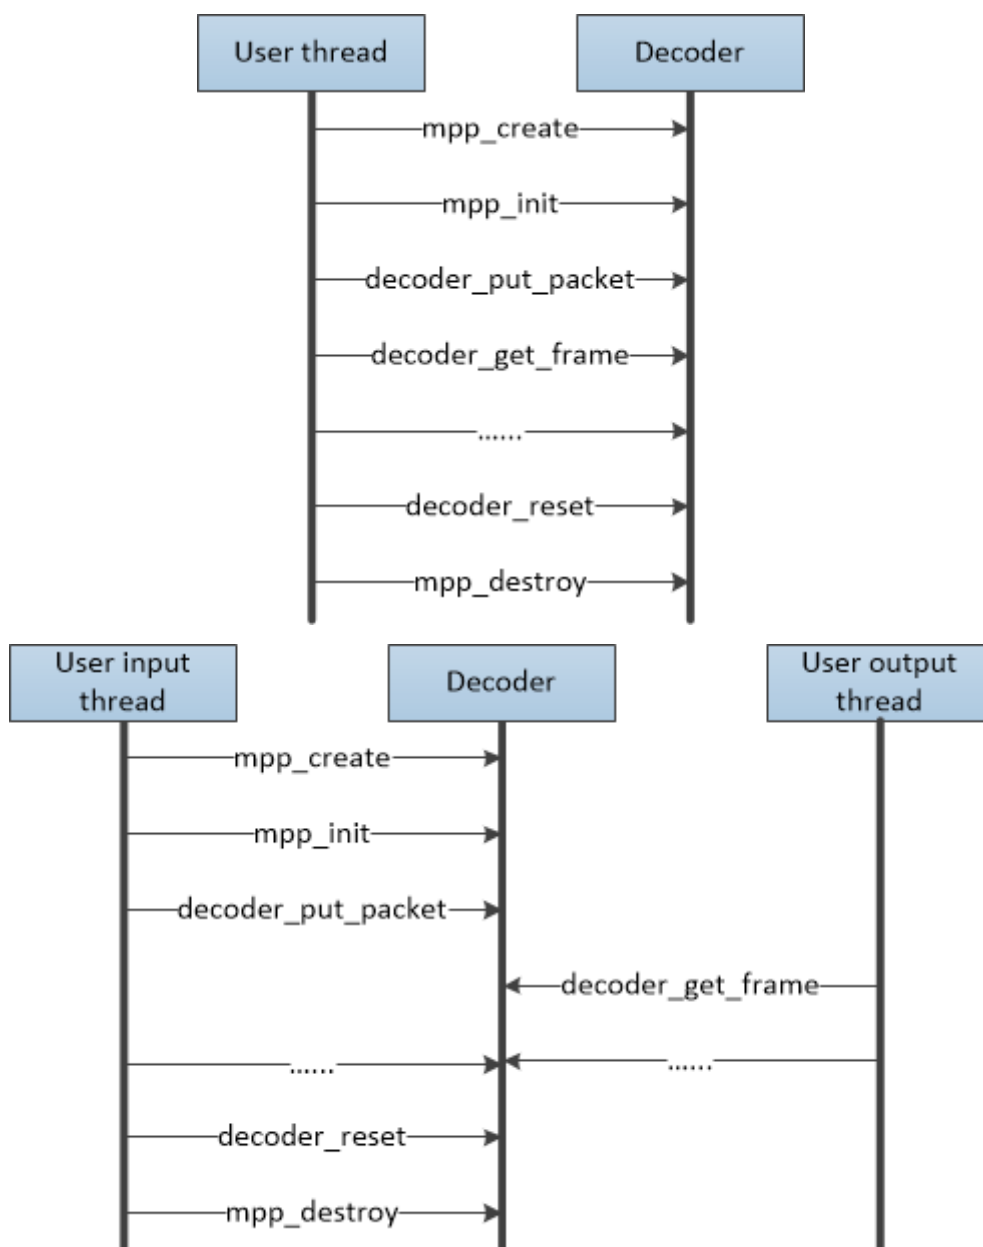 User thread
Decoder
mpp_create
mpp_init
decoder_put_packet
decoder_get_frame
......
decoder_reset
mpp_destroy
User input
thread
Decoder
User output
thread
mpp_create
mpp_init
decoder_put_packet
decoder_get_frame
......
......
decoder_reset
mpp_destroy